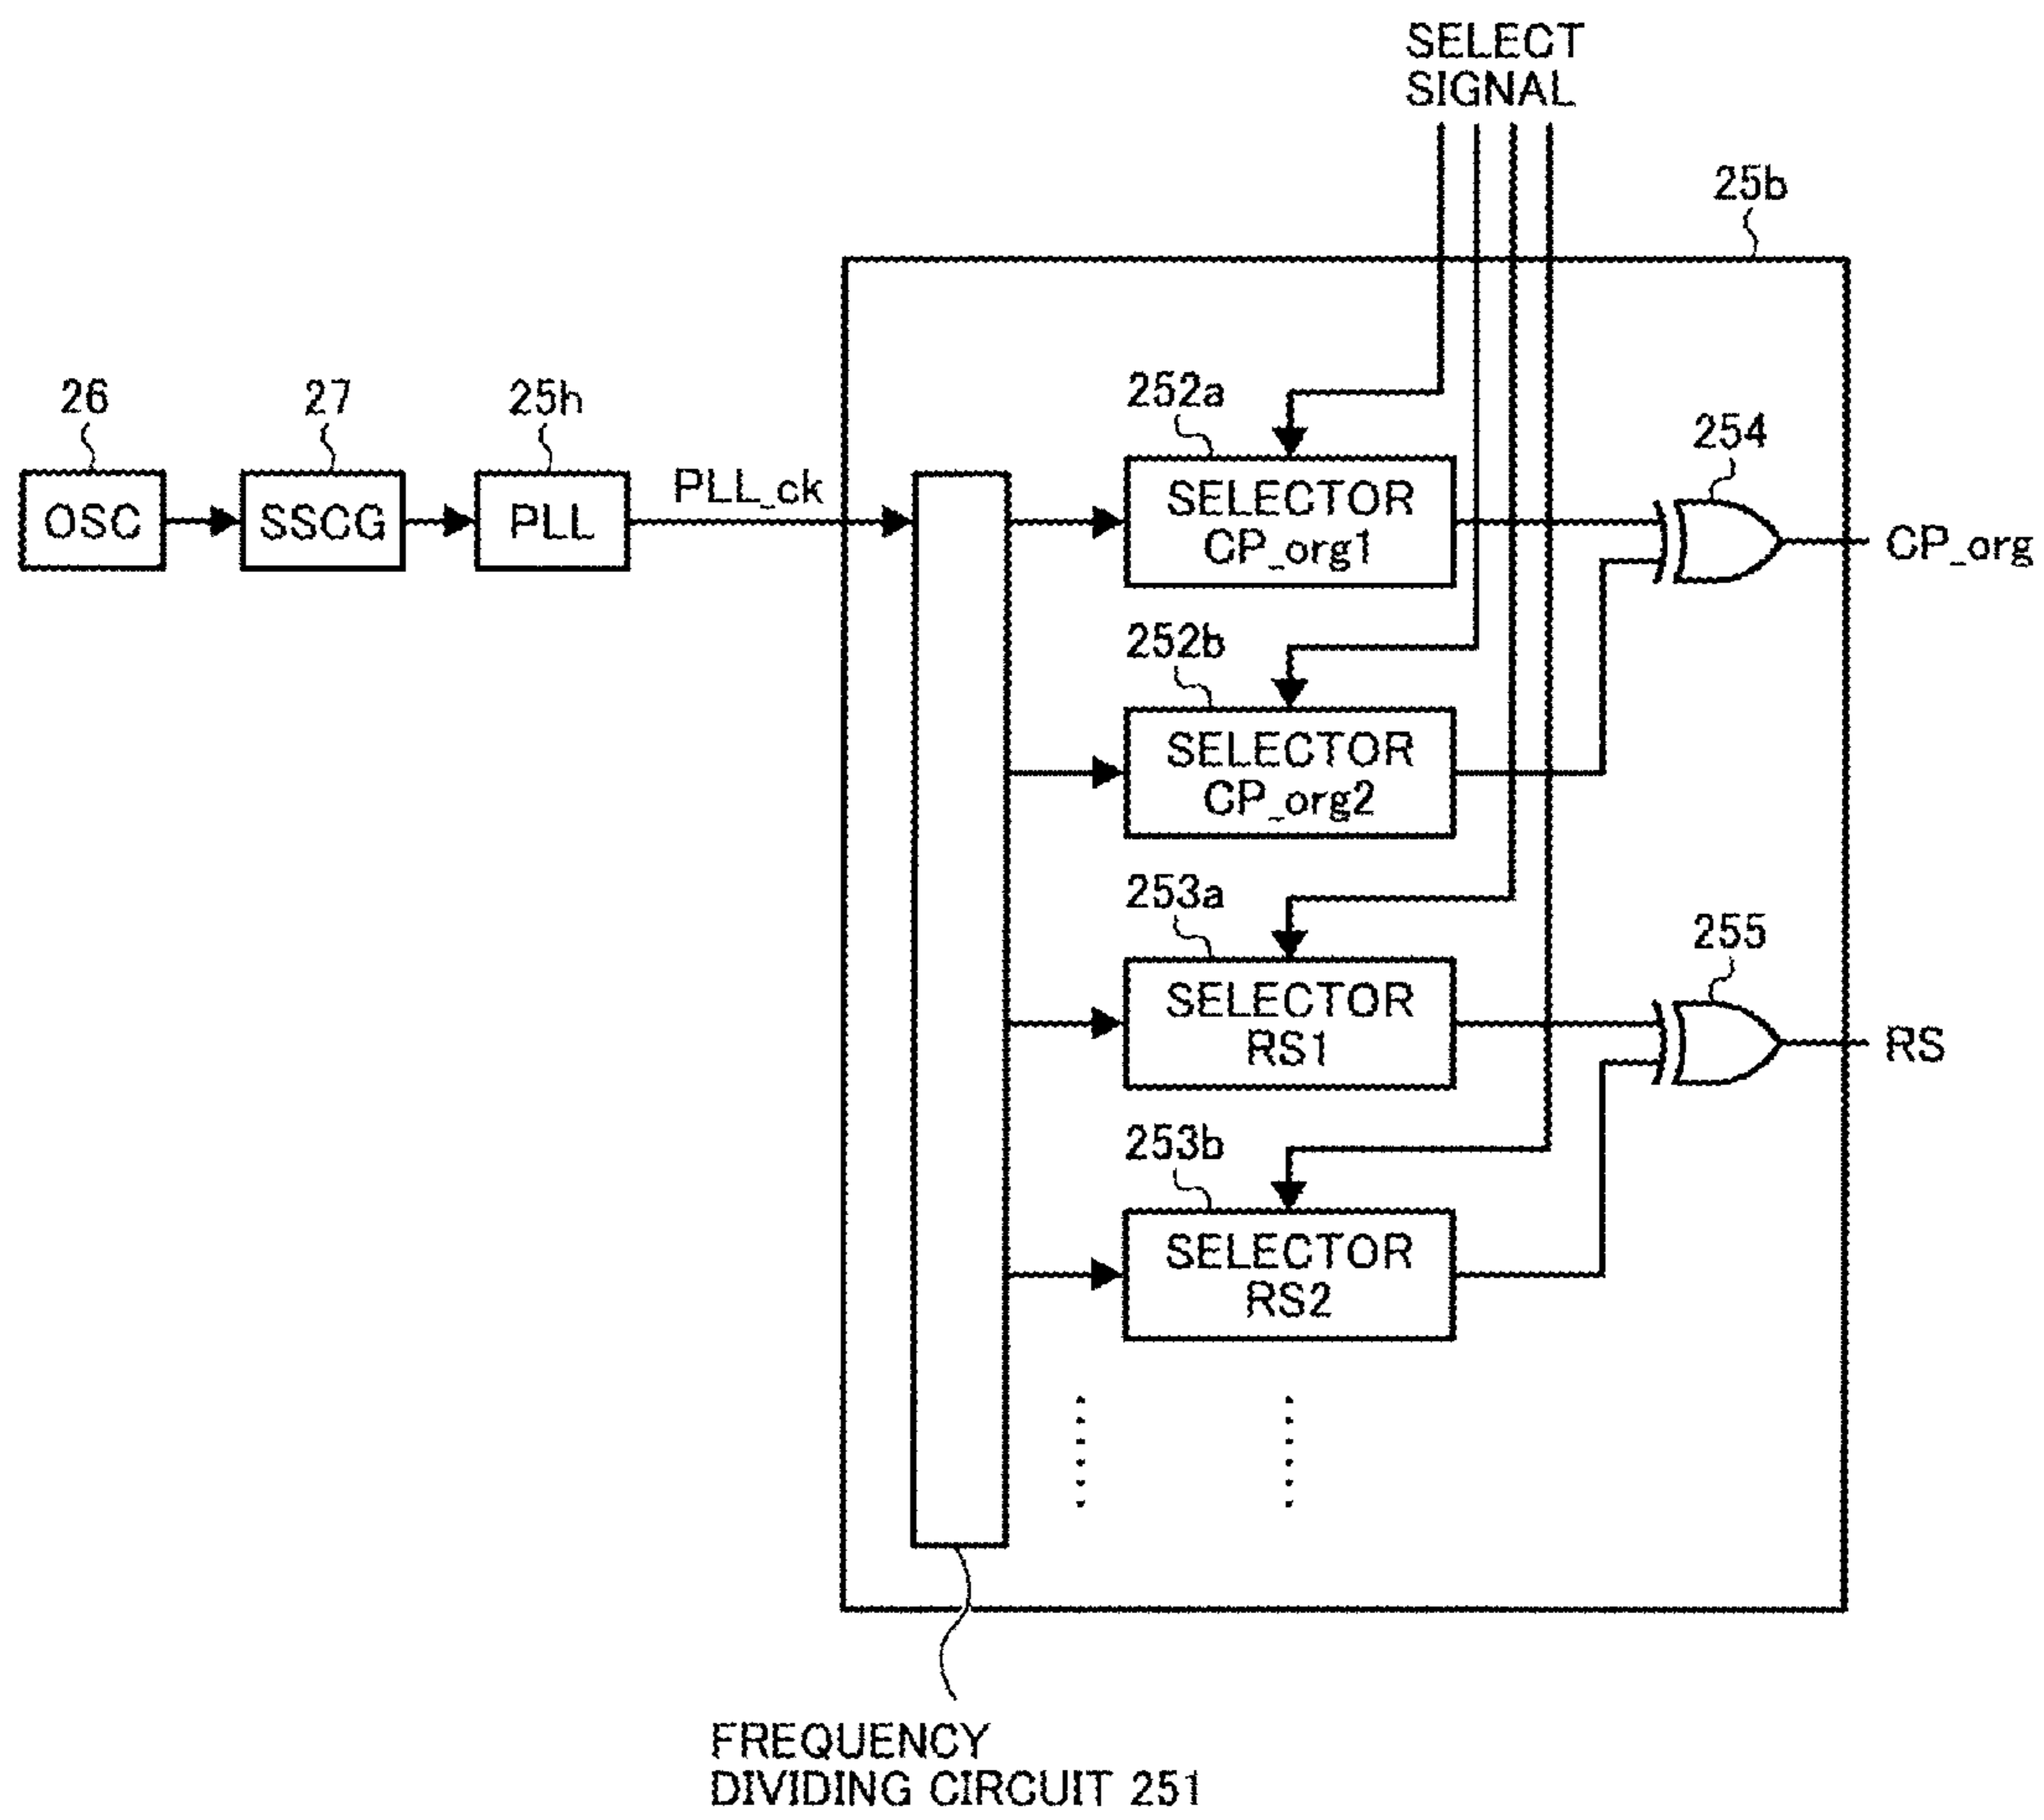 SELECT
SIGNAL
25b
26
27
25h
252a
254
OSC
SSCG
PLL
PLL_ck
SELECTOR
CP_org1
CP_org
252b
SELECTOR
CP_org2
253a
255
SELECTOR
RS1
RS
253b
SELECTOR
RS2
FREQUENCY
DIVIDING CIRCUIT 251